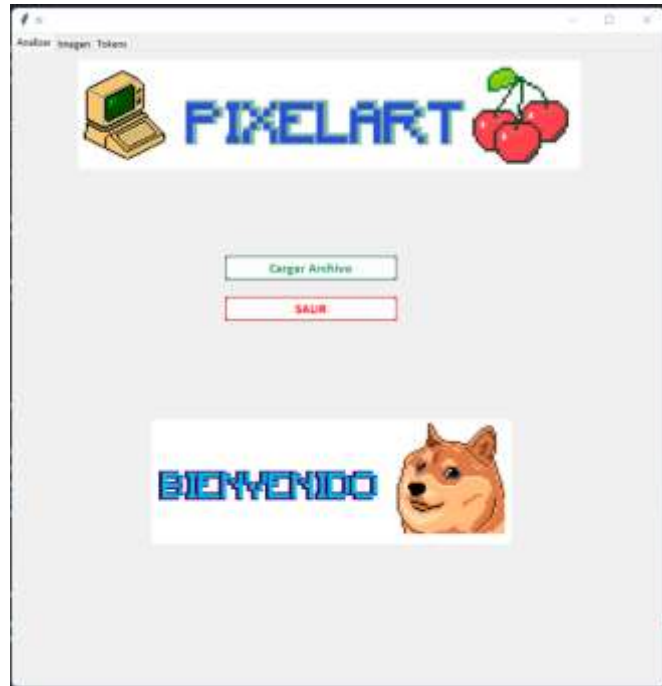 Analizar Imagen Tokens
PIXELART
Cargar Archivo
SALIR
BIENVENIDO